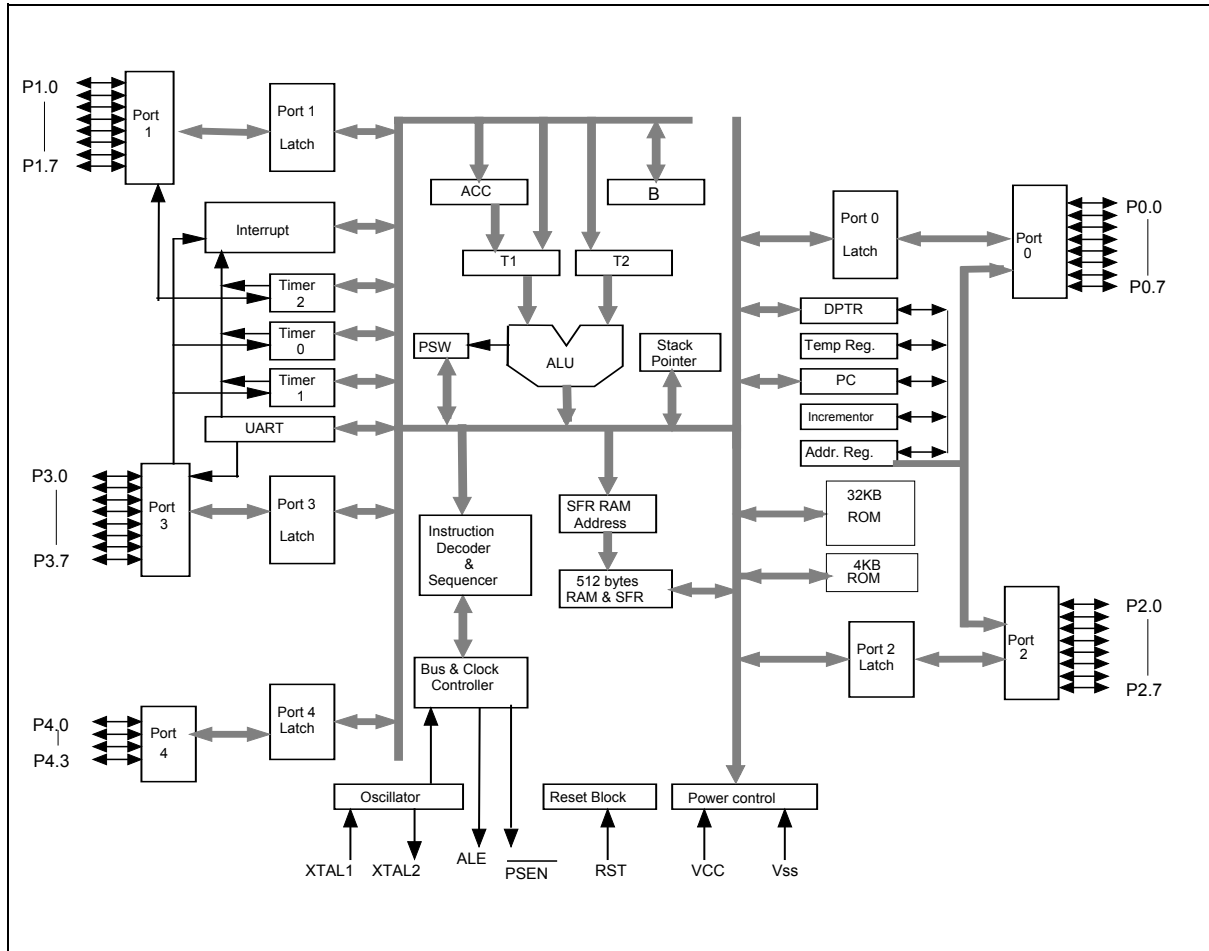 P1.0
P1.7
Port
1
Port 1
Latch
Interrupt
Timer
2
Timer
0
Timer
1
UART
P3.0
P3.7
Port
3
Port 3
Latch
P4.0
P4.3
Port
4
Port 4
Latch
ACC
B
T1
T2
PSW
ALU
Stack
Pointer
Instruction
Decoder
&
Sequencer
SFR RAM
Address
512 bytes
RAM & SFR
Bus & Clock
Controller
Oscillator
Reset Block
Power control
XTAL1
XTAL2
ALE
PSEN
RST
VCC
Vss
Port 0
Latch
Port
0
P0.0
P0.7
DPTR
Temp Reg.
PC
Incrementor
Addr. Reg.
32KB
ROM
4KB
ROM
Port 2
Latch
Port
2
P2.0
P2.7